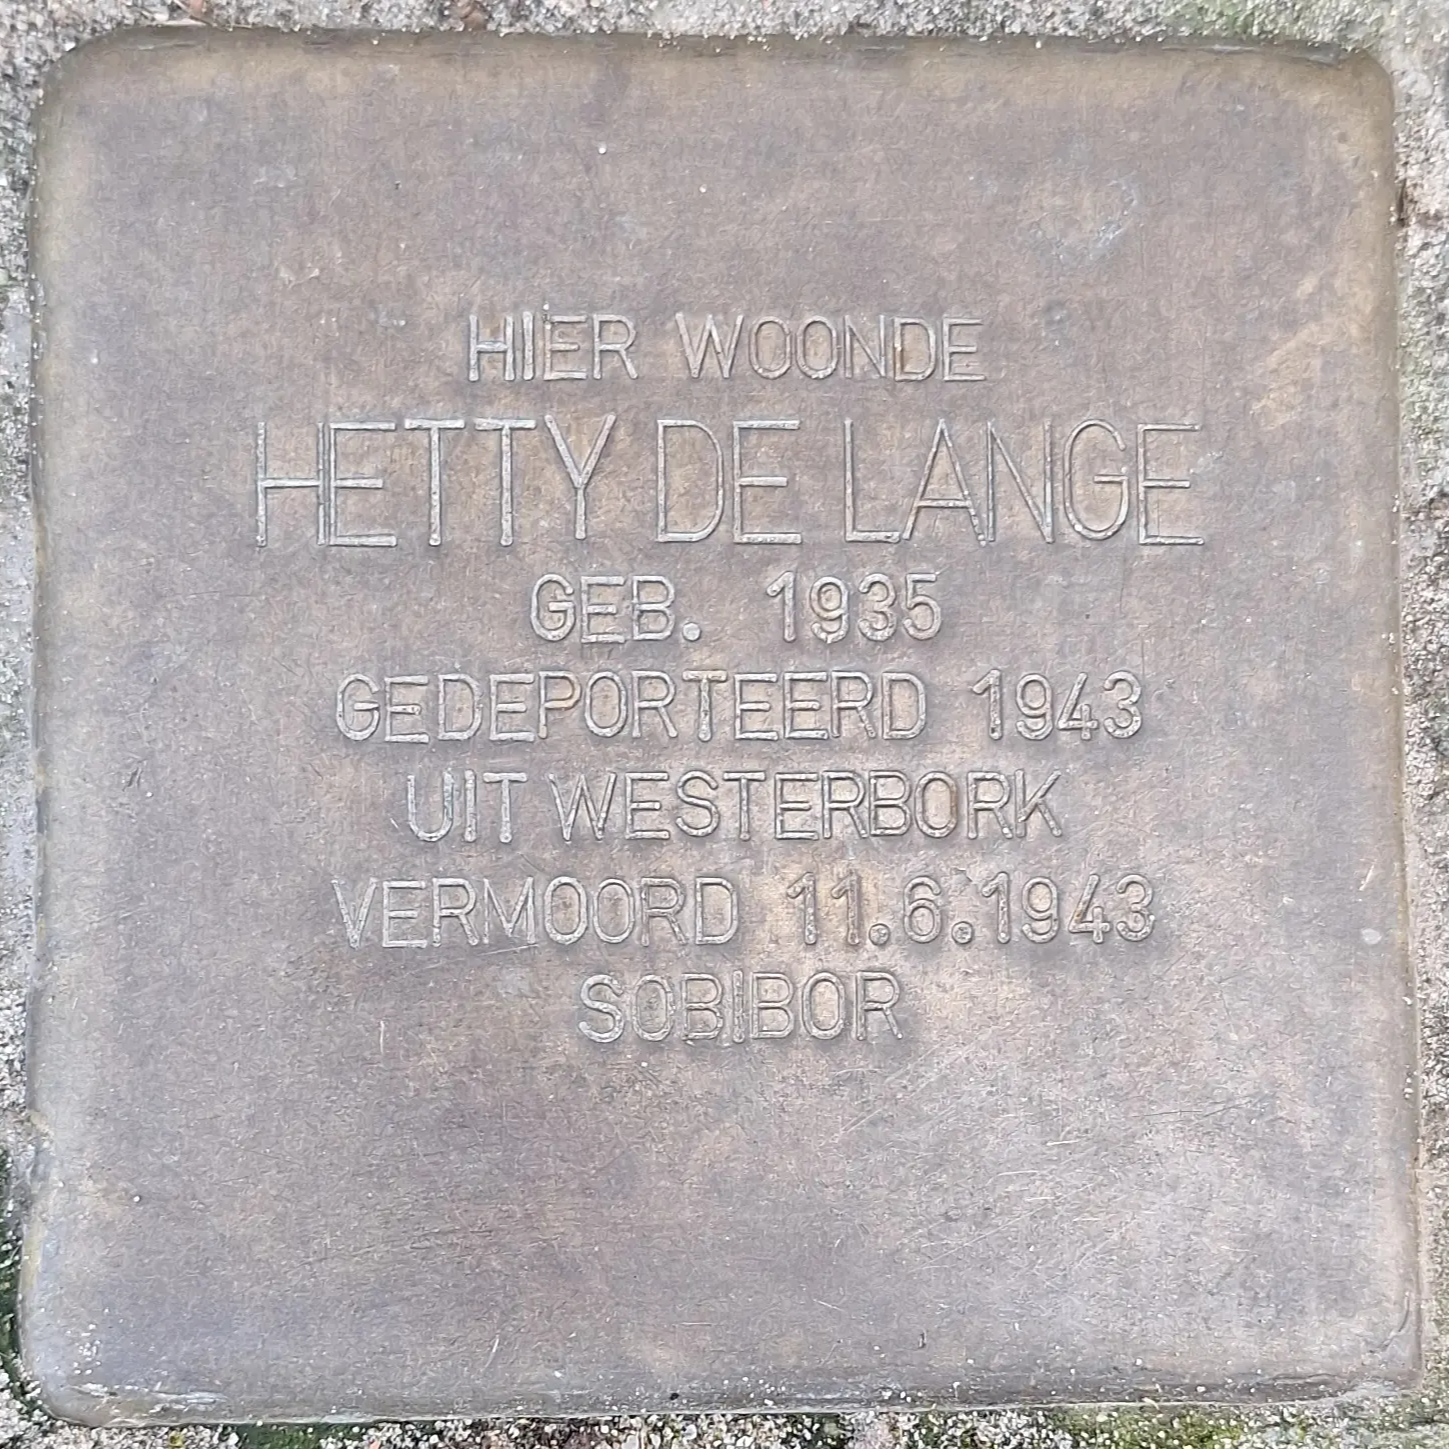 HIER WOONDE
HETTY DE LANGE
GEB. 1935
GEDEPORTEERD 1943
UIT WESTERBORK
VERMOORD 11.6.1943
SOBIBOR